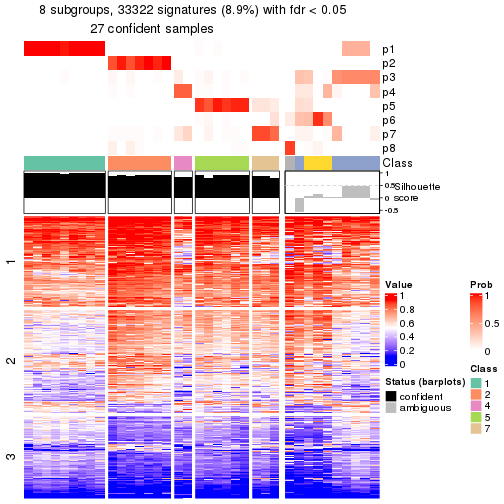 8 subgroups, 33322 signatures (8.9%) with fdr < 0.05
27 confident samples
p1
p2
p3
p4
p5
p6
p7
p8
Class
1
0.5
0
-0.5
Silhouette
score
1
2
3
Value
1
0.8
0.6
0.4
0.2
0
Status (barplots)
confident
ambiguous
Prob
1
0.5
0
Class
1
2
4
5
7